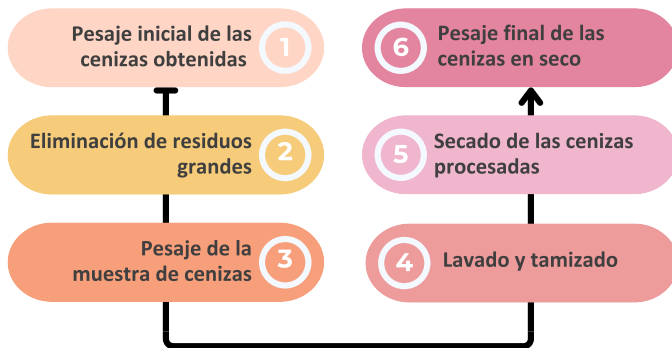 Pesaje inicial de las
cenizas obtenidas
1
Eliminación de residuos
grandes
2
Pesaje de la
muestra de cenizas
3
4
Lavado y tamizado
5
Secado de las cenizas
procesadas
6
Pesaje final de las
cenizas en seco